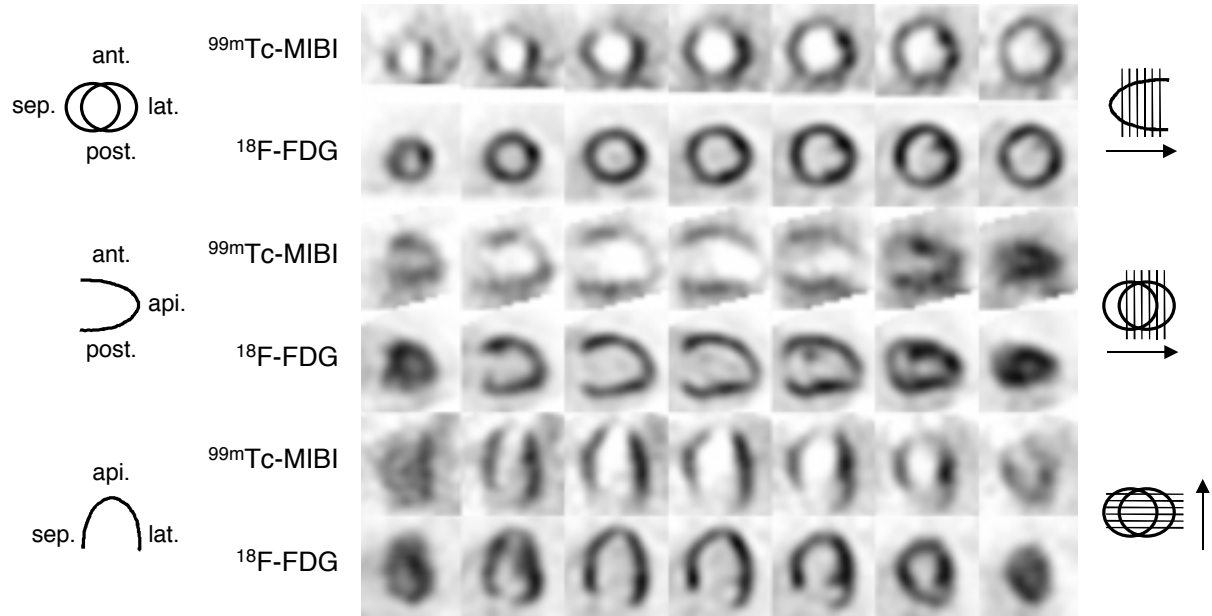 ant.
sep. lat.
post.
99mTc-MIBI
18F-FDG
ant.
api.
post.
99mTc-MIBI
18F-FDG
api.
sep. lat.
99mTc-MIBI
18F-FDG